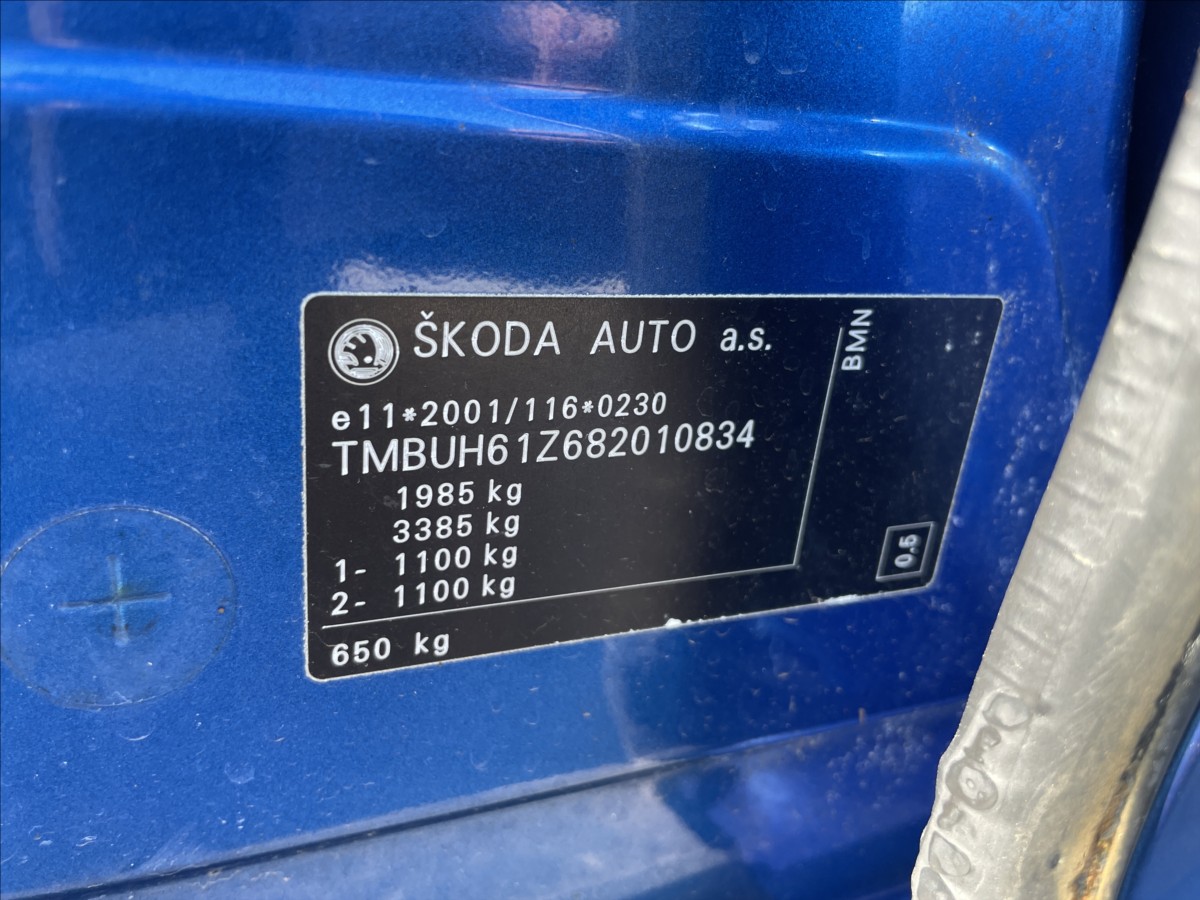 ŠKODA AUTO a.s.
BMN
e11*2001/116*0230
TMBUH61Z682010834
1985 kg
3385 kg
1- 1100 kg
2- 1100 kg
0.5
650 kg